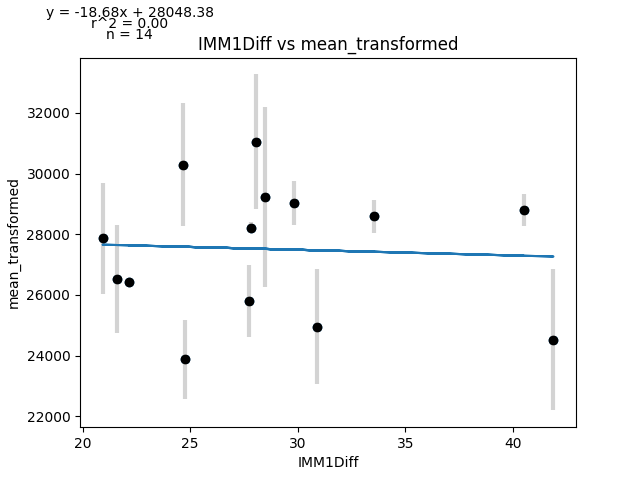 y = -18.68x + 28048.38
r^2 = 0.00
n = 14
IMM1Diff vs mean_transformed
32000
30000
28000
26000
24000
22000
mean_transformed
20
25
30
35
40
IMM1Diff